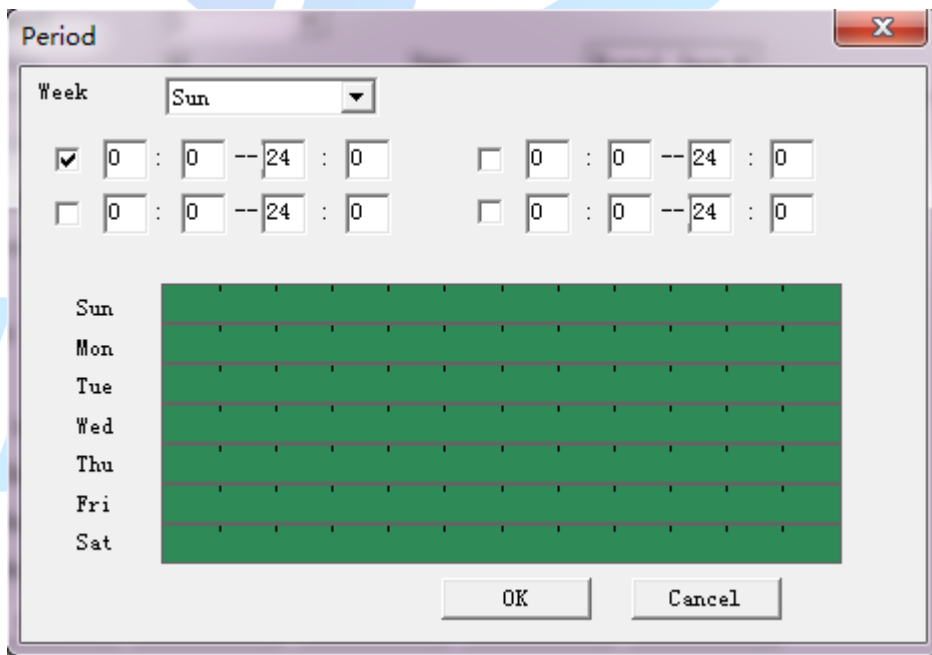 Period
Week Sun
0 : 0 -- 24 : 0 0 : 0 -- 24 : 0
0 : 0 -- 24 : 0 0 : 0 -- 24 : 0
Sun
Mon
Tue
Wed
Thu
Fri
Sat
OK Cancel